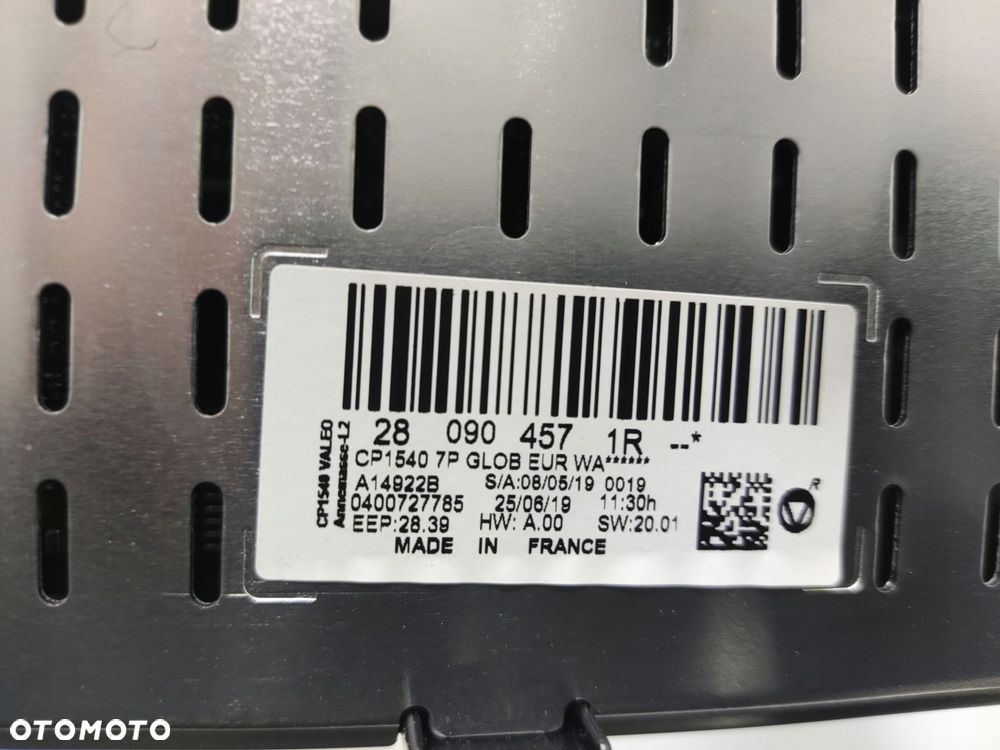 CP1540 VALEO
Annemasse-L2
28 090 457 1R --*
CP1540 7P GLOB EUR WA******
A14922B S/A:08/05/19 0019
0400727785 25/06/19 11:30h
EEP:28.39 HW: A.00 SW:20.01
MADE IN FRANCE
R
OTOMOTO